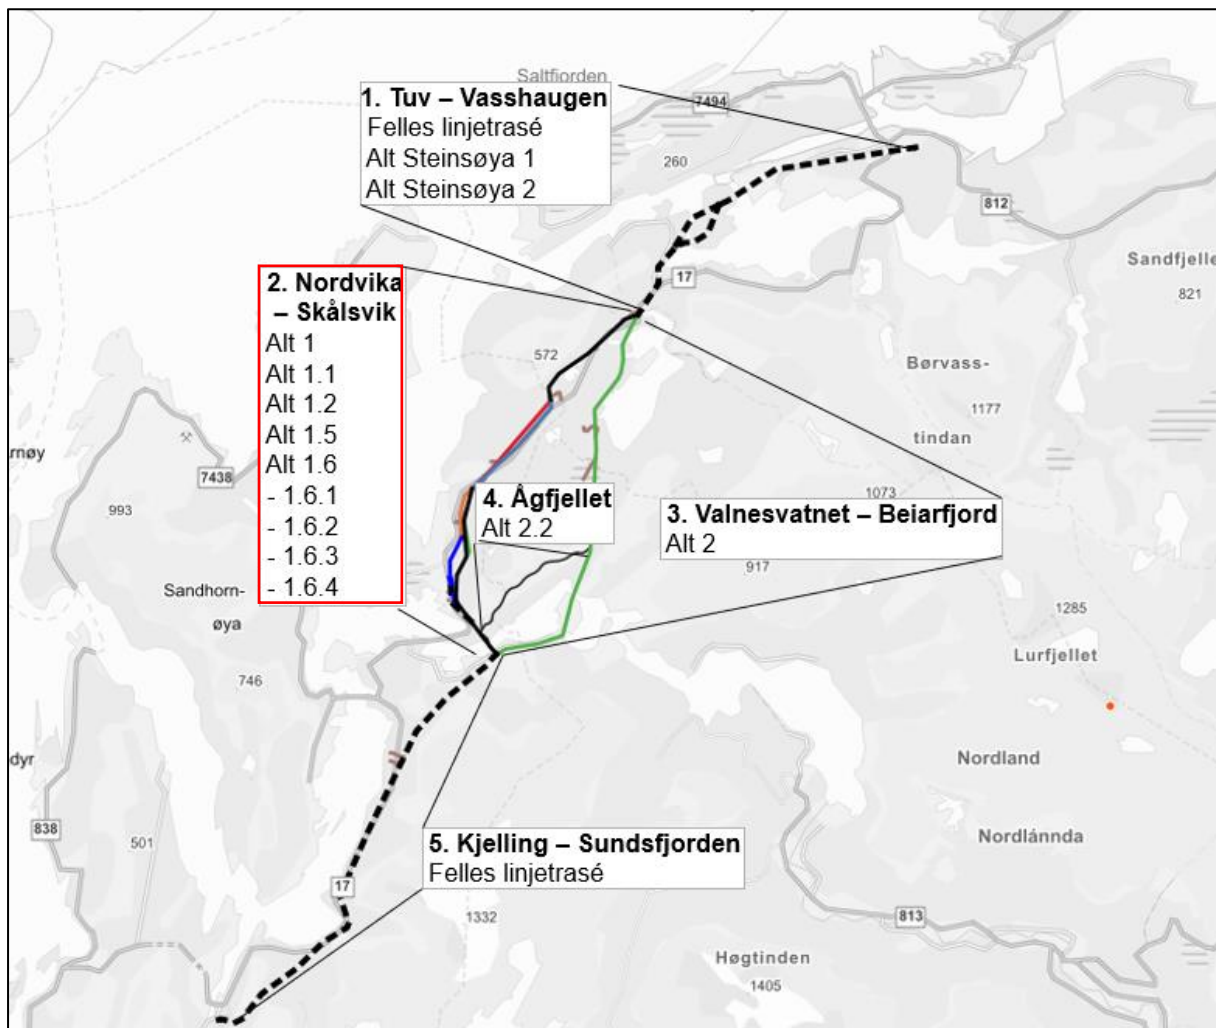 Saltfjorden
1. Tuv – Vasshaugen
Felles linjetrasé
Alt Steinsøya 1
Alt Steinsøya 2
7494
260
812
Sandfjelle
821
17
2. Nordvika
– Skålsvik
Alt 1
Alt 1.1
Alt 1.2
Alt 1.5
Alt 1.6
- 1.6.1
- 1.6.2
- 1.6.3
- 1.6.4
572
Børvass-
1177
tindan
1073
rnøy
7438
993
4. Ågfjellet
Alt 2.2
3. Valnesvatnet – Beiarfjord
Alt 2
917
Sandhorn-
øya
746
1285
Lurfjellet
dyr
838
501
Nordland
Nordlánnda
5. Kjelling – Sundsfjorden
Felles linjetrasé
17
1332
813
Høgtinden
1405